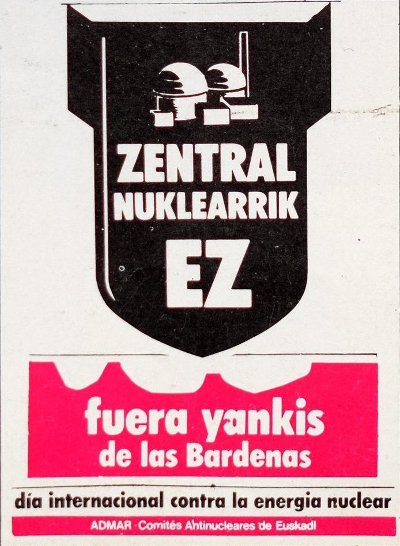 ZENTRAL
NUKLEARRIK
EZ
fuera yankis
de las Bardenas
día internacional contra la energia nuclear
ADMAR-Comités Antinucleares de Euskadi